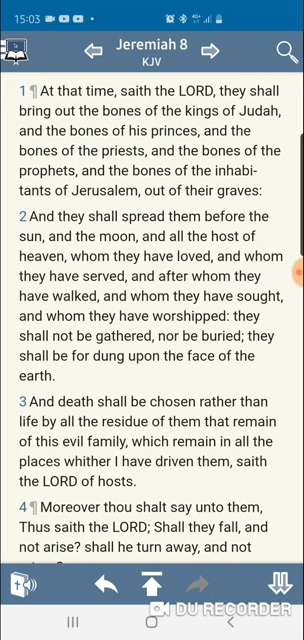 15:03
Jeremiah 8
KJV
1 ¶ At that time, saith the LORD, they shall
bring out the bones of the kings of Judah,
and the bones of his princes, and the
bones of the priests, and the bones of the
prophets, and the bones of the inhabi-
tants of Jerusalem, out of their graves:
2 And they shall spread them before the
sun, and the moon, and all the host of
heaven, whom they have loved, and whom
they have served, and after whom they
have walked, and whom they have sought,
and whom they have worshipped: they
shall not be gathered, nor be buried; they
shall be for dung upon the face of the
earth.
3 And death shall be chosen rather than
life by all the residue of them that remain
of this evil family, which remain in all the
places whither I have driven them, saith
the LORD of hosts.
4 ¶ Moreover thou shalt say unto them,
Thus saith the LORD; Shall they fall, and
not arise? shall he turn away, and not
DU RECORDER